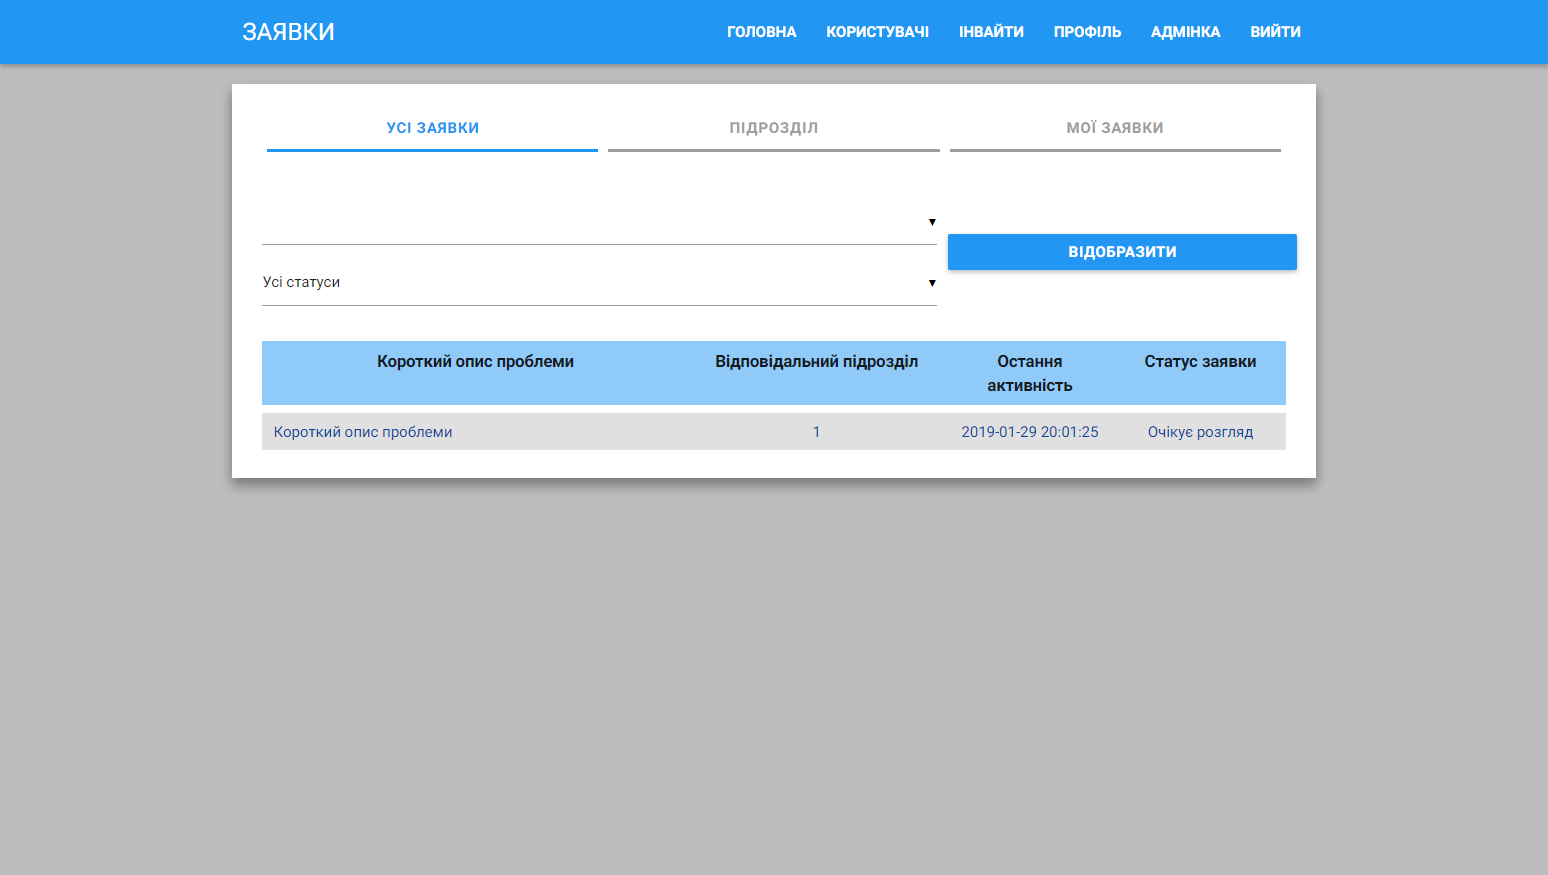 ЗАЯВКИ
ГОЛОВНА КОРИСТУВАЧІ ІНВАЙТИ ПРОФІЛЬ АДМІНКА ВИЙТИ
УСІ ЗАЯВКИ ПІДРОЗДІЛ МОЇ ЗАЯВКИ
ВІДОБРАЗИТИ
Усі статуси
Короткий опис проблеми Відповідальний підрозділ Остання активність Статус заявки
Короткий опис проблеми 1 2019-01-29 20:01:25 Очікує розгляд